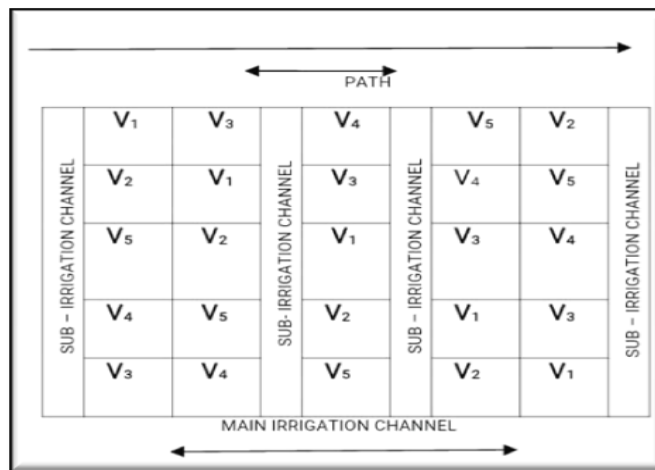 PATH
V₁ V₃ V₄ V₅ V₂
V₂ V₁ V₃ V₄ V₅
V₅ V₂ V₁ V₃ V₄
V₄ V₅ V₂ V₁ V₃
V₃ V₄ V₅ V₂ V₁
SUB – IRRIGATION CHANNEL
SUB- IRRIGATION CHANNEL
SUB – IRRIGATION CHANNEL
SUB – IRRIGATION CHANNEL
MAIN IRRIGATION CHANNEL